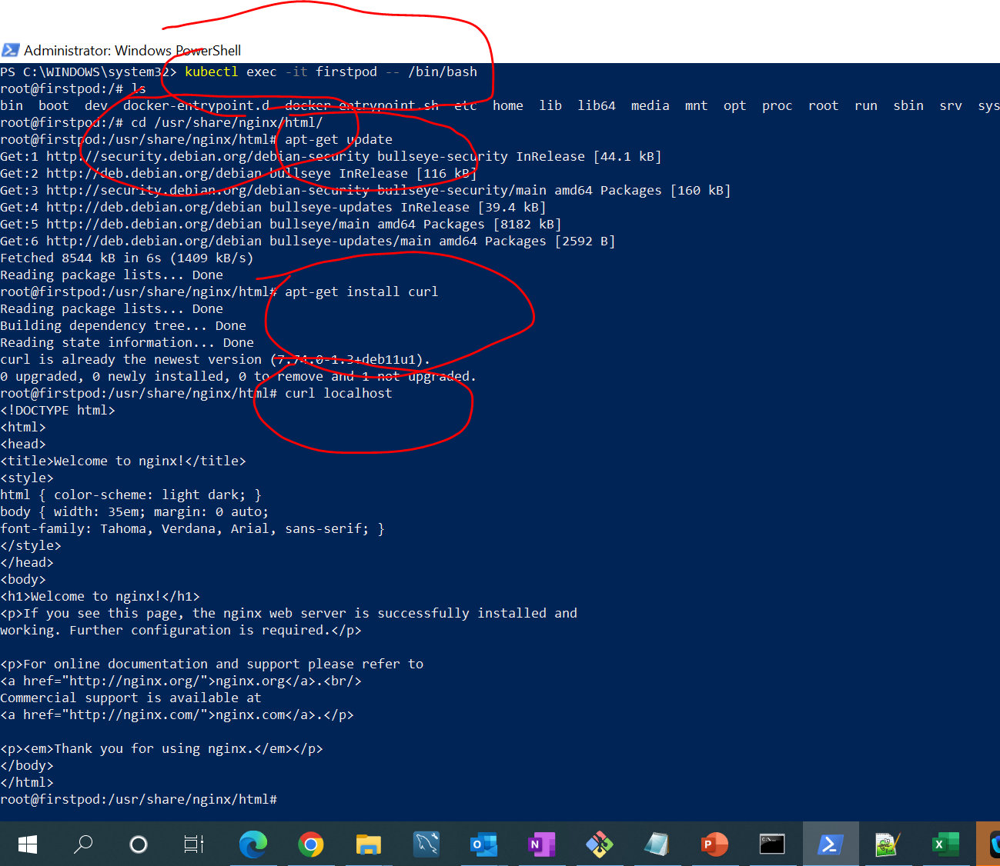 Administrator: Windows PowerShell
PS C:\WINDOWS\system32> kubectl exec -it firstpod -- /bin/bash
root@firstpod:/# ls
bin  boot  dev  docker-entrypoint.d  docker-entrypoint.sh  etc  home  lib  lib64  media  mnt  opt  proc  root  run  sbin  srv  sys
root@firstpod:/# cd /usr/share/nginx/html/
root@firstpod:/usr/share/nginx/html# apt-get update
Get:1 http://security.debian.org/debian-security bullseye-security InRelease [44.1 kB]
Get:2 http://deb.debian.org/debian bullseye InRelease [116 kB]
Get:3 http://security.debian.org/debian-security bullseye-security/main amd64 Packages [160 kB]
Get:4 http://deb.debian.org/debian bullseye-updates InRelease [39.4 kB]
Get:5 http://deb.debian.org/debian bullseye/main amd64 Packages [8182 kB]
Get:6 http://deb.debian.org/debian bullseye-updates/main amd64 Packages [2592 B]
Fetched 8544 kB in 6s (1409 kB/s)
Reading package lists... Done
root@firstpod:/usr/share/nginx/html# apt-get install curl
Reading package lists... Done
Building dependency tree... Done
Reading state information... Done
curl is already the newest version (7.74.0-1.3+deb11u1).
0 upgraded, 0 newly installed, 0 to remove and 1 not upgraded.
root@firstpod:/usr/share/nginx/html# curl localhost
<!DOCTYPE html>
<html>
<head>
<title>Welcome to nginx!</title>
<style>
html { color-scheme: light dark; }
body { width: 35em; margin: 0 auto;
font-family: Tahoma, Verdana, Arial, sans-serif; }
</style>
</head>
<body>
<h1>Welcome to nginx!</h1>
<p>If you see this page, the nginx web server is successfully installed and
working. Further configuration is required.</p>
<p>For online documentation and support please refer to
<a href="http://nginx.org/">nginx.org</a>.<br/>
Commercial support is available at
<a href="http://nginx.com/">nginx.com</a>.</p>
<p><em>Thank you for using nginx.</em></p>
</body>
</html>
root@firstpod:/usr/share/nginx/html#